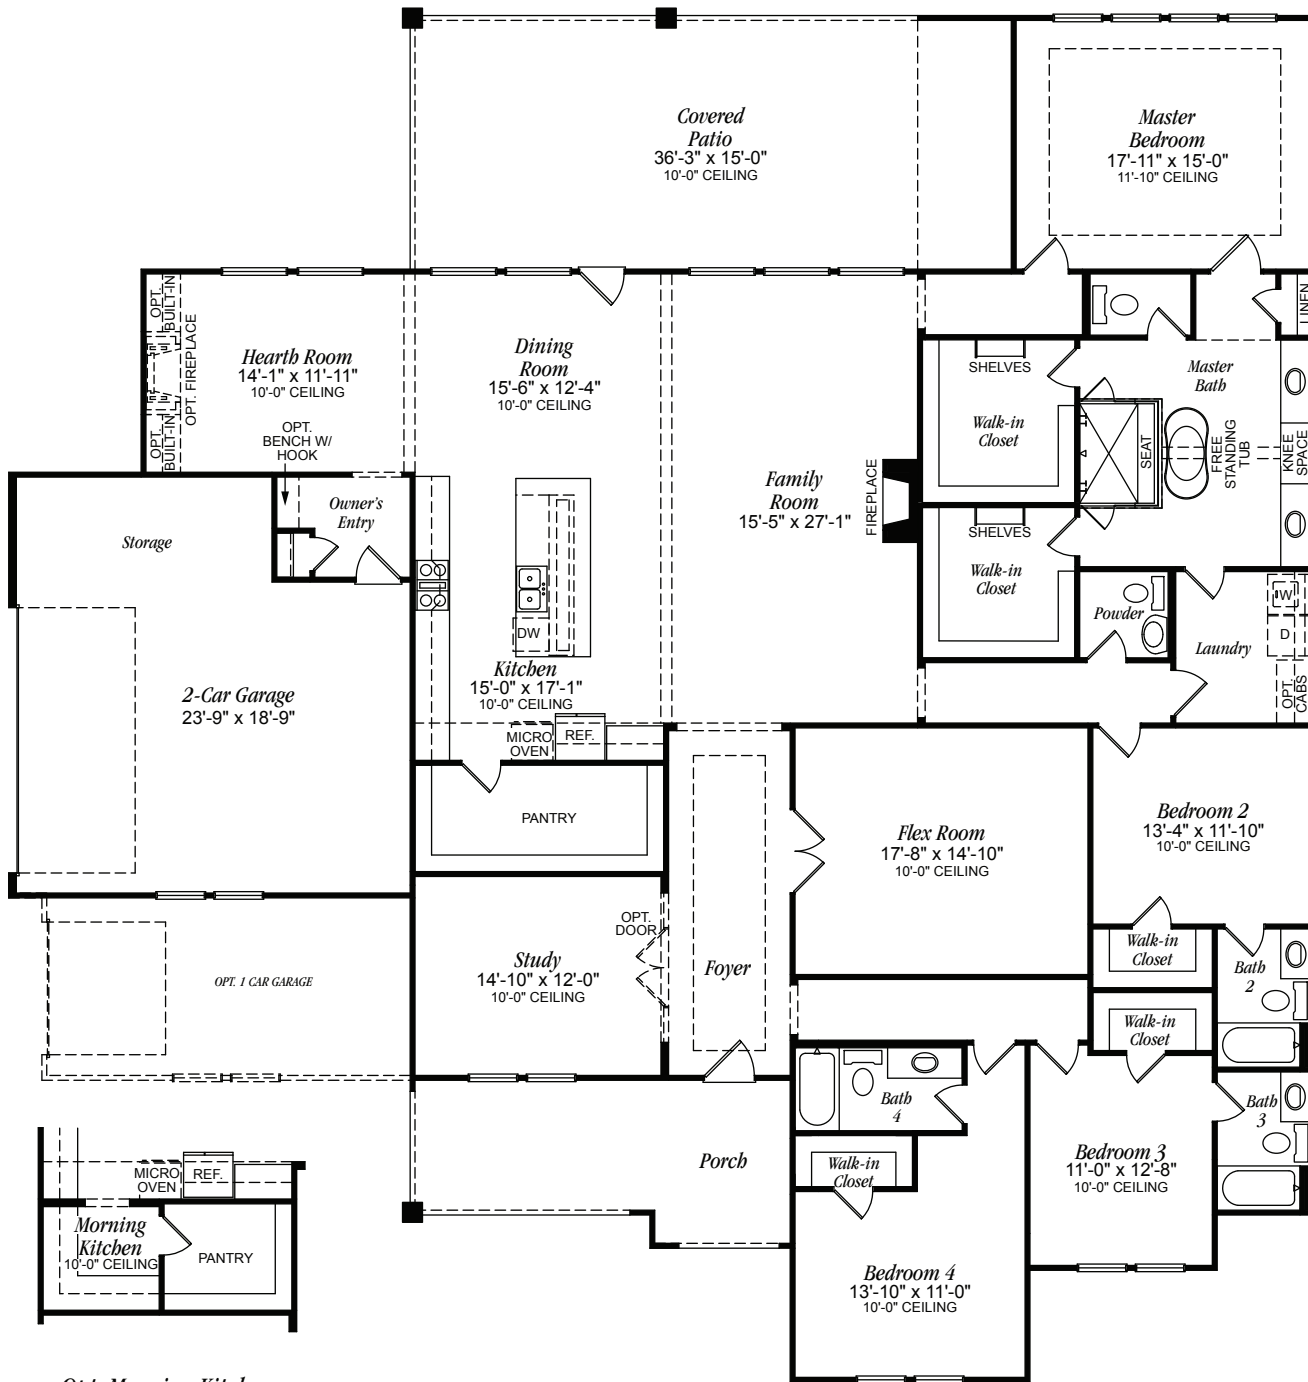 Covered
Patio
36'-3" x 15'-0"
10'-0" CEILING
Master
Bedroom
17'-11" x 15'-0"
11'-10" CEILING
OPT.
BUILT-IN
OPT. FIREPLACE
OPT.
BUILT-IN
Hearth Room
14'-1" x 11'-11"
10'-0" CEILING
OPT.
BENCH W/
HOOK
Dining
Room
15'-6" x 12'-4"
10'-0" CEILING
LINEN
SHELVES
Walk-in
Closet
Master
Bath
SEAT
FREE
STANDING
TUB
KNEE
SPACE
Family
Room
15'-5" x 27'-1"
FIREPLACE
Owner's
Entry
Storage
SHELVES
Walk-in
Closet
Powder
Laundry
W
D
OPT.
CABS
DW
Kitchen
15'-0" x 17'-1"
10'-0" CEILING
MICRO
OVEN
REF.
2-Car Garage
23'-9" x 18'-9"
PANTRY
Flex Room
17'-8" x 14'-10"
10'-0" CEILING
Bedroom 2
13'-4" x 11'-10"
10'-0" CEILING
OPT.
DOOR
Study
14'-10" x 12'-0"
10'-0" CEILING
Foyer
OPT. 1 CAR GARAGE
Walk-in
Closet
Bath
2
Walk-in
Closet
Bath
4
Bath
3
Porch
Walk-in
Closet
Bedroom 3
11'-0" x 12'-8"
10'-0" CEILING
Bedroom 4
13'-10" x 11'-0"
10'-0" CEILING
MICRO
OVEN
REF.
Morning
Kitchen
10'-0" CEILING
PANTRY